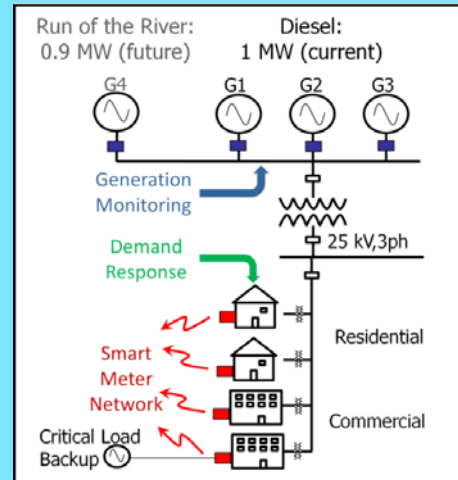 Run of the River:
0.9 MW (future)
Diesel:
1 MW (current)
G4
G1
G2
G3
Generation
Monitoring
25 kV,3ph
Demand
Response
Residential
Smart
Meter
Network
Commercial
Critical Load
Backup